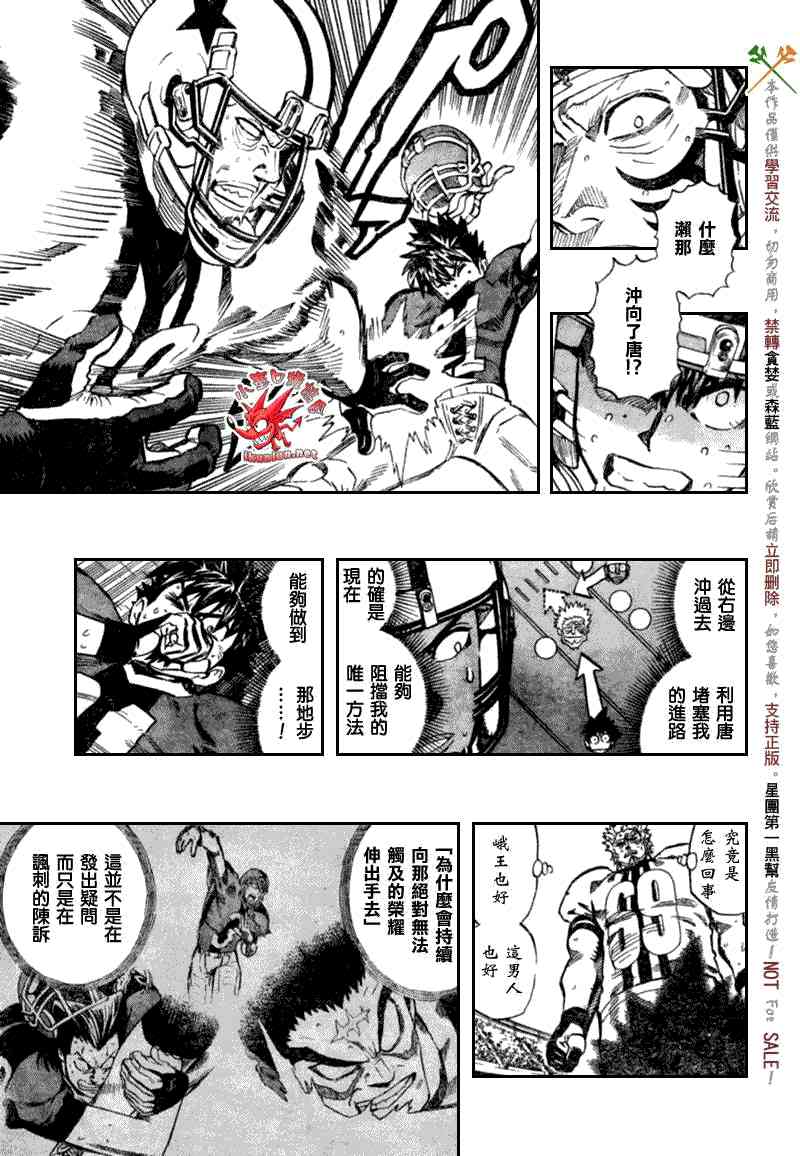 什麼
瀨那
沖向了唐!?
從右邊
沖過去
利用唐
堵塞我
的進路
的確是
現在
能夠
阻擋我的
唯一方法
能夠做到
那地步
……!
究竟是
怎麼回事
峨王也好
這男人
也好
69
「為什麼會持續
向那絕對無法
觸及的榮耀
伸出手去」
這並不是在
發出疑問
而只是在
諷刺的陳訴
本作品僅供學習交流，切勿商用，禁轉貪婪或森藍網站。欣賞后請立即刪除，如您喜歡，支持正版。星團第一黑幫友情打造—NOT For SALE—